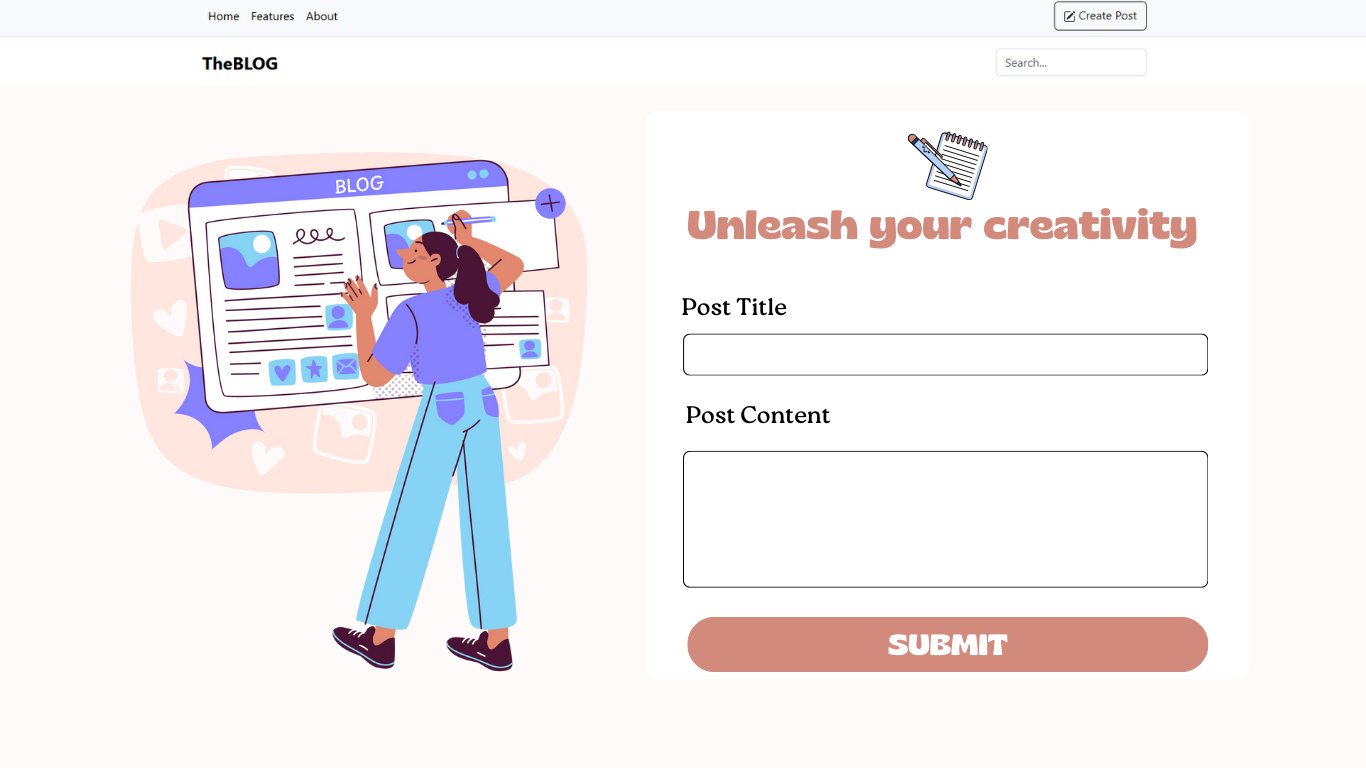 Home Features About Create Post
TheBLOG Search...
BLOG
Unleash your creativity
Post Title
Post Content
SUBMIT